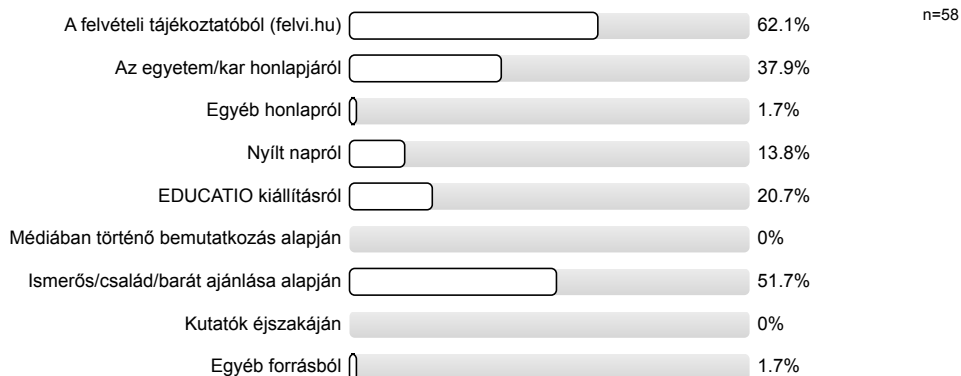 A felvételi tájékoztatóból (felvi.hu) 62.1% n=58
Az egyetem/kar honlapjáról 37.9%
Egyéb honlapról 1.7%
Nyílt napról 13.8%
EDUCATIO kiállításról 20.7%
Médiában történő bemutatkozás alapján 0%
Ismerős/család/barát ajánlása alapján 51.7%
Kutatók éjszakáján 0%
Egyéb forrásból 1.7%